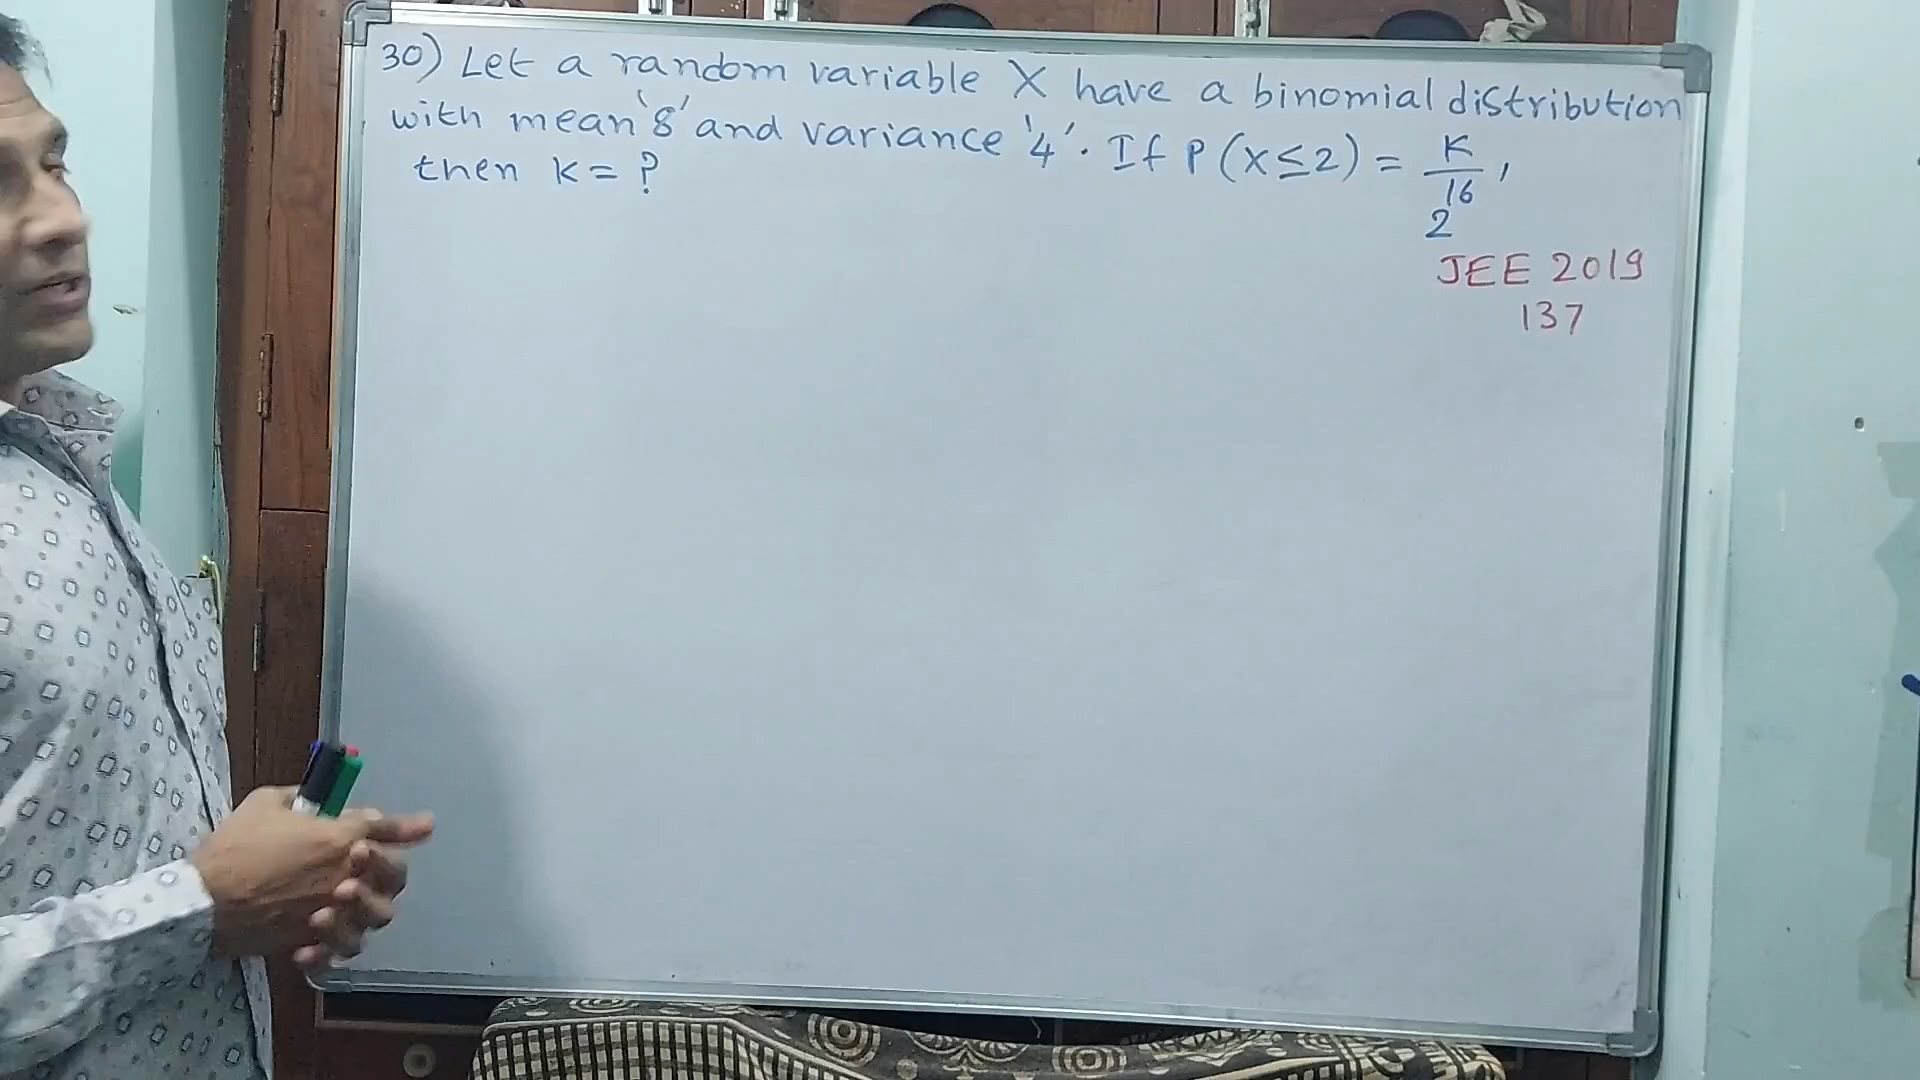 30) Let a random variable X have a binomial distribution
with mean '8' and variance '4'. If P(X≤2) = K/2^16,
then k = ?
JEE 2019
137